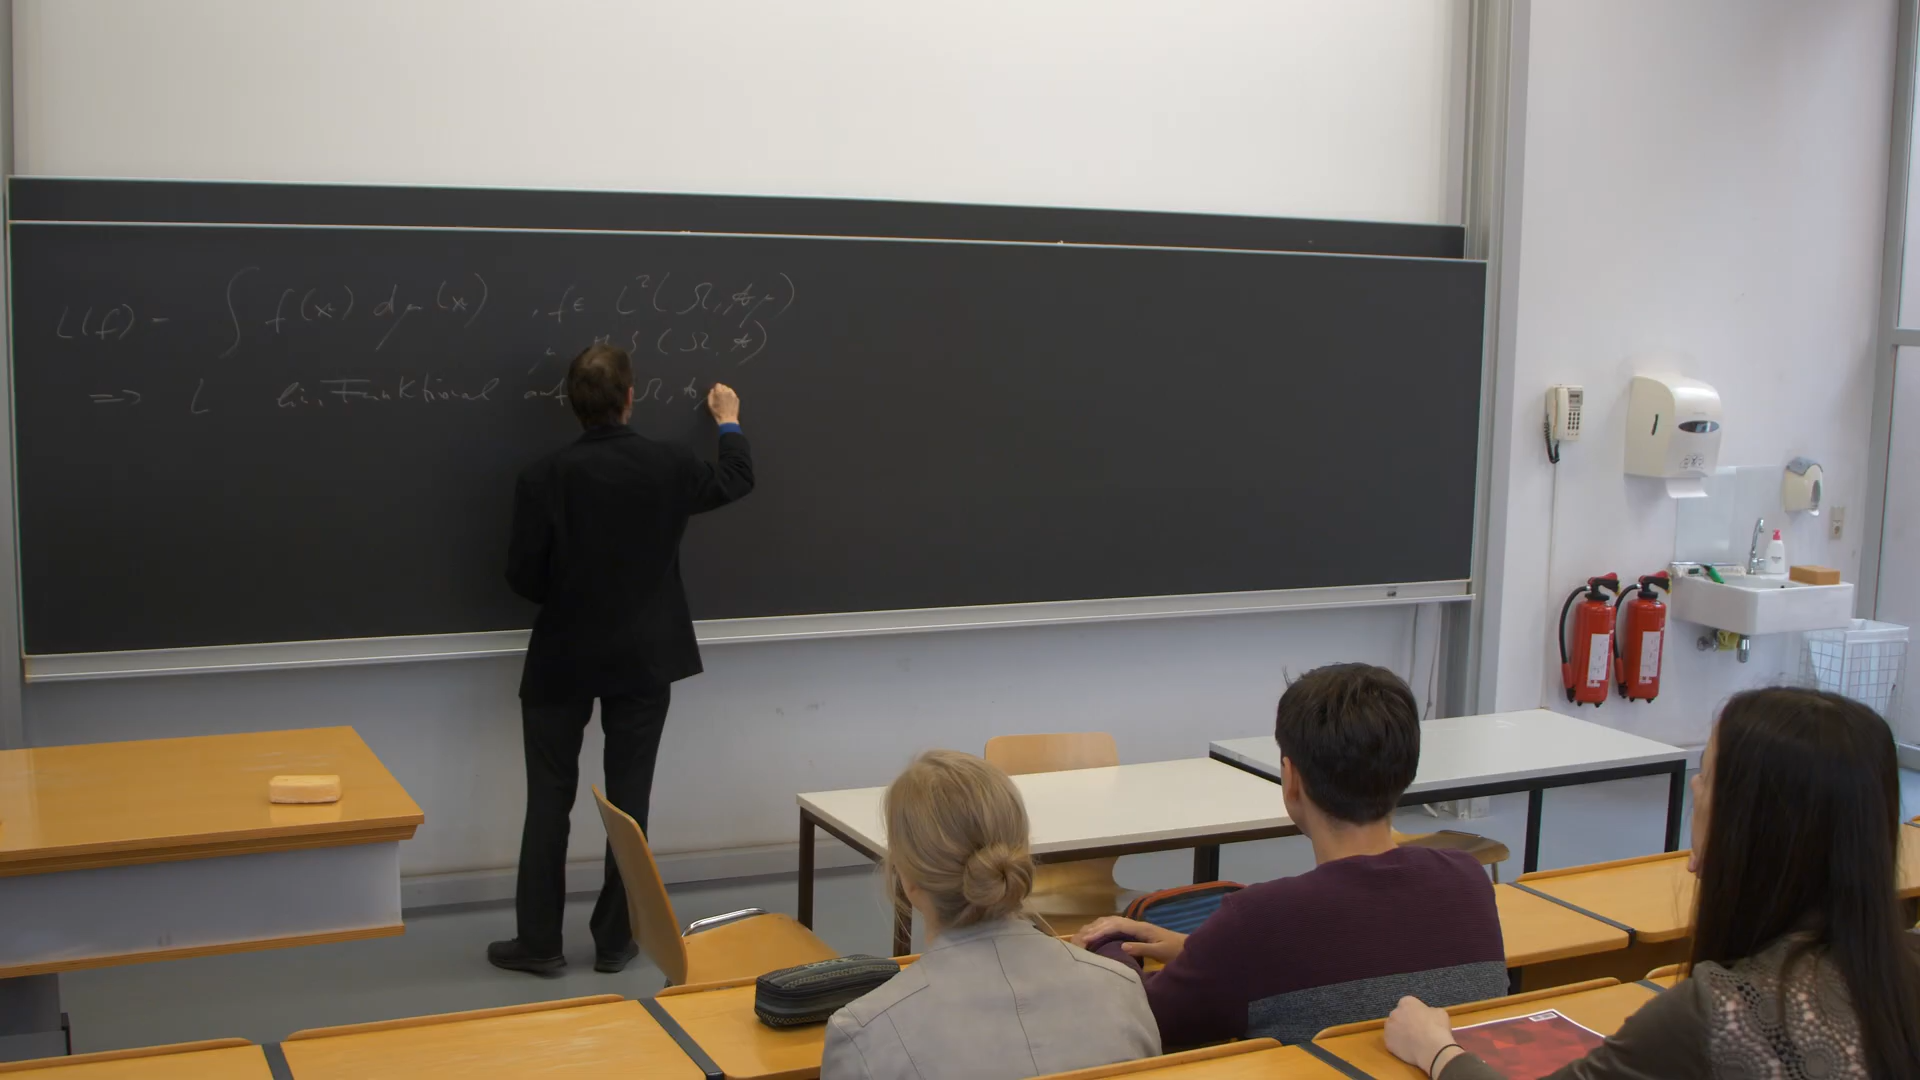 L(f) = ∫ f(x) dμ(x) , f ∈ L²(Ω, 𝒜, μ)
(Ω, 𝒜)
=> L lin. Funktional auf Ω, 𝒜,